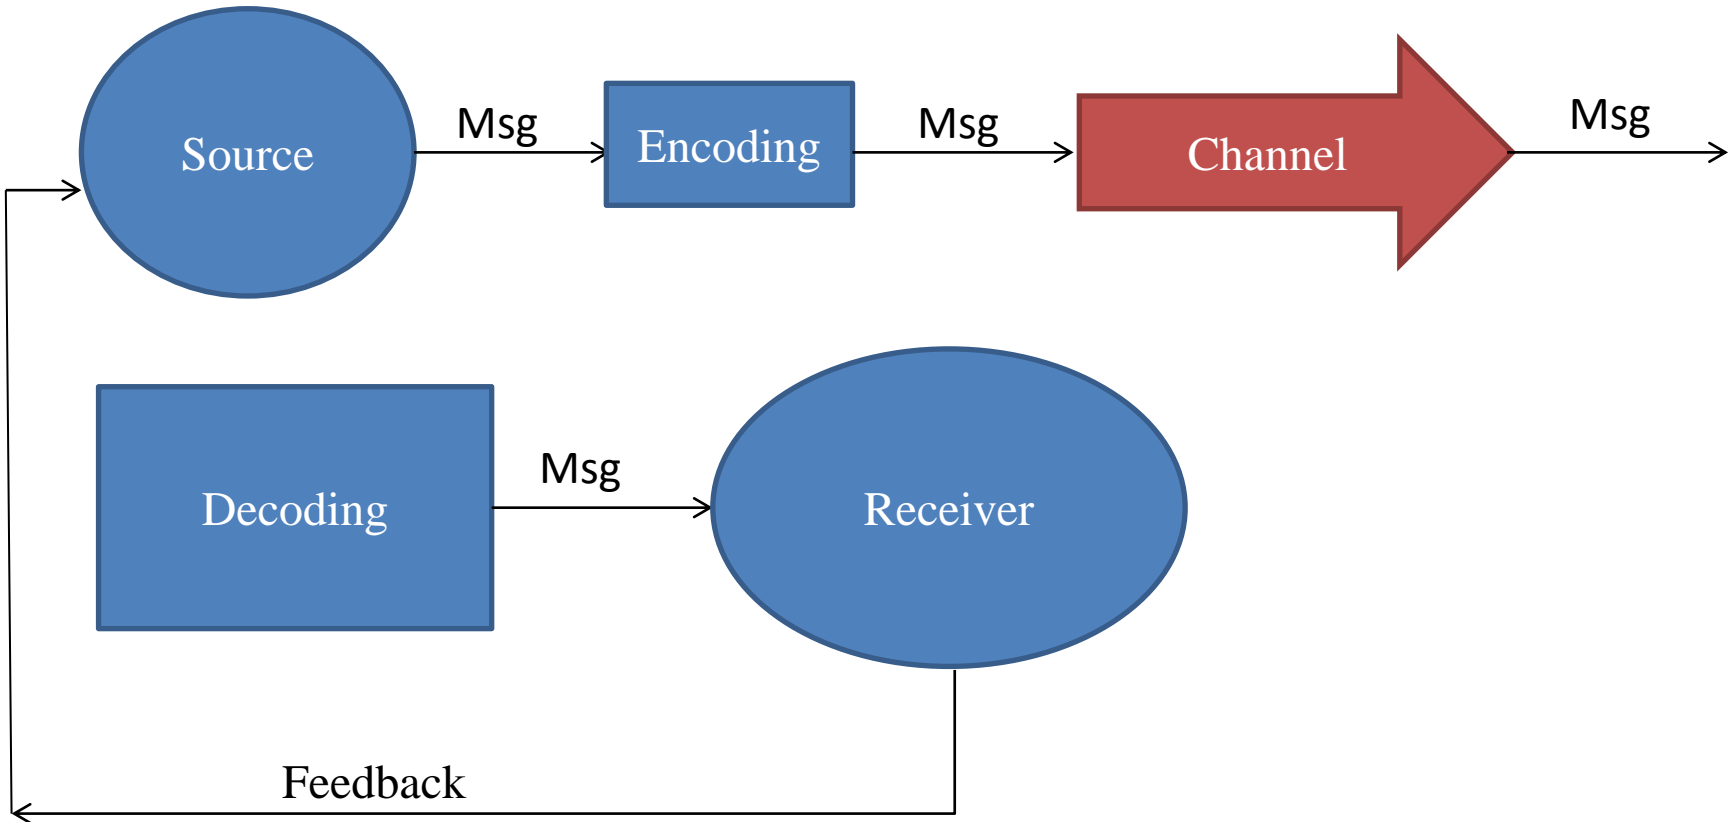 Source
Msg
Encoding
Msg
Channel
Msg
Decoding
Msg
Receiver
Feedback